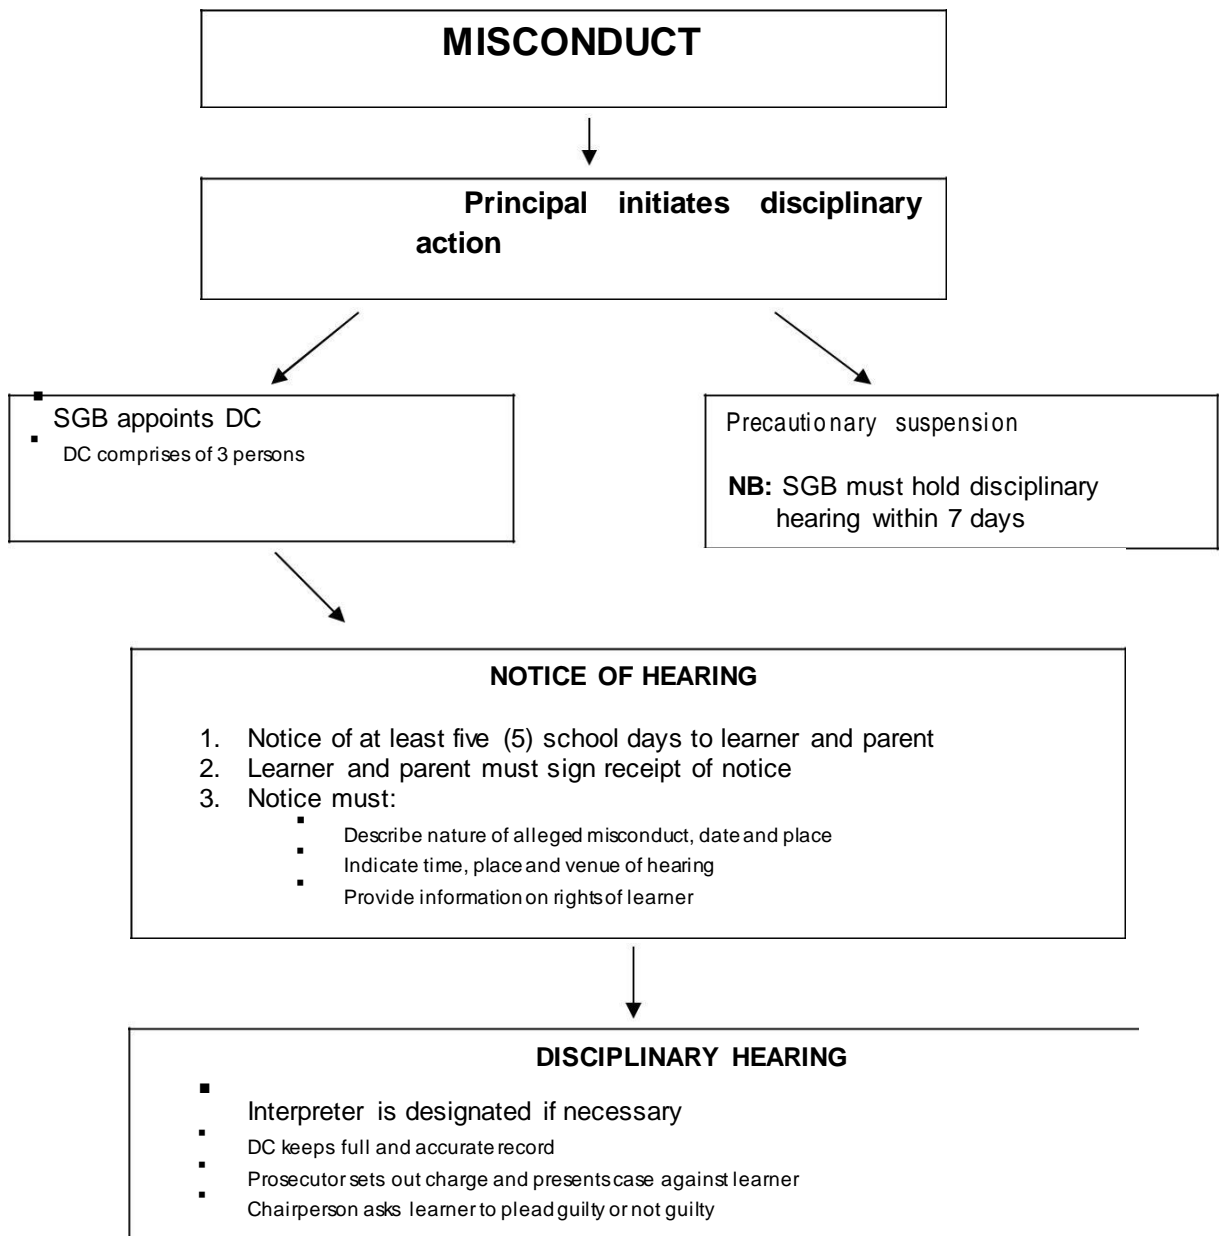 MISCONDUCT
Principal initiates disciplinary
action
▪ SGB appoints DC
▪ DC comprises of 3 persons
Precautionary suspension
NB: SGB must hold disciplinary
hearing within 7 days
NOTICE OF HEARING
1. Notice of at least five (5) school days to learner and parent
2. Learner and parent must sign receipt of notice
3. Notice must:
▪ Describe nature of alleged misconduct, date and place
▪ Indicate time, place and venue of hearing
▪ Provide information on rights of learner
DISCIPLINARY HEARING
▪ Interpreter is designated if necessary
▪ DC keeps full and accurate record
▪ Prosecutor sets out charge and presents case against learner
▪ Chairperson asks learner to plead guilty or not guilty